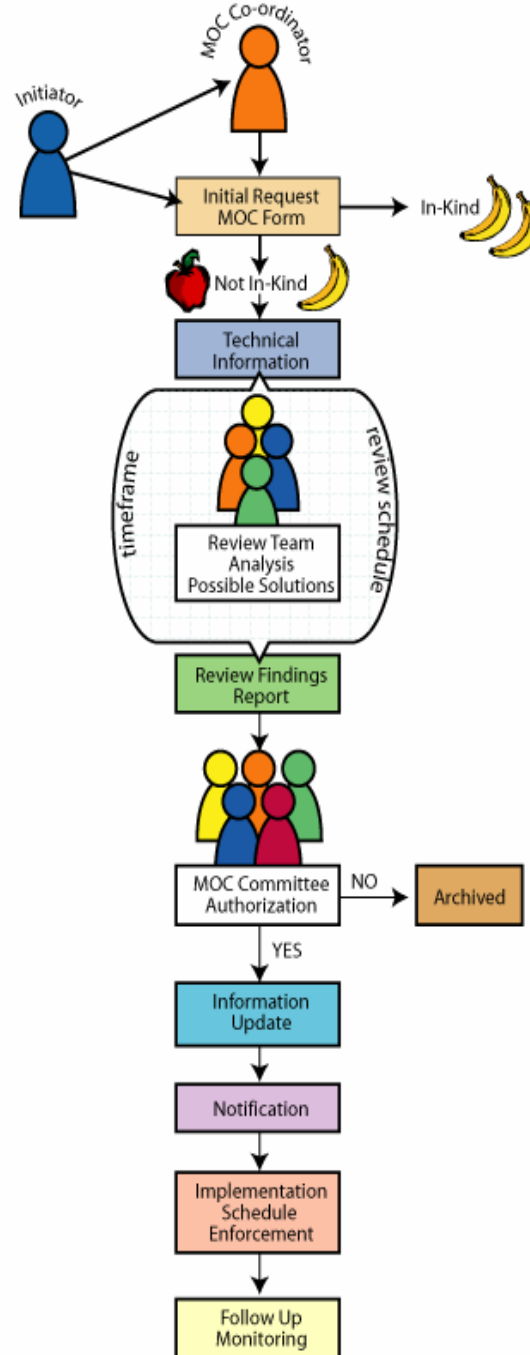 MOC Co-ordinator
Initiator
Initial Request
MOC Form
In-Kind
Not In-Kind
Technical
Information
timeframe
review schedule
Review Team
Analysis
Possible Solutions
Review Findings
Report
MOC Committee
Authorization
NO
Archived
YES
Information
Update
Notification
Implementation
Schedule
Enforcement
Follow Up
Monitoring